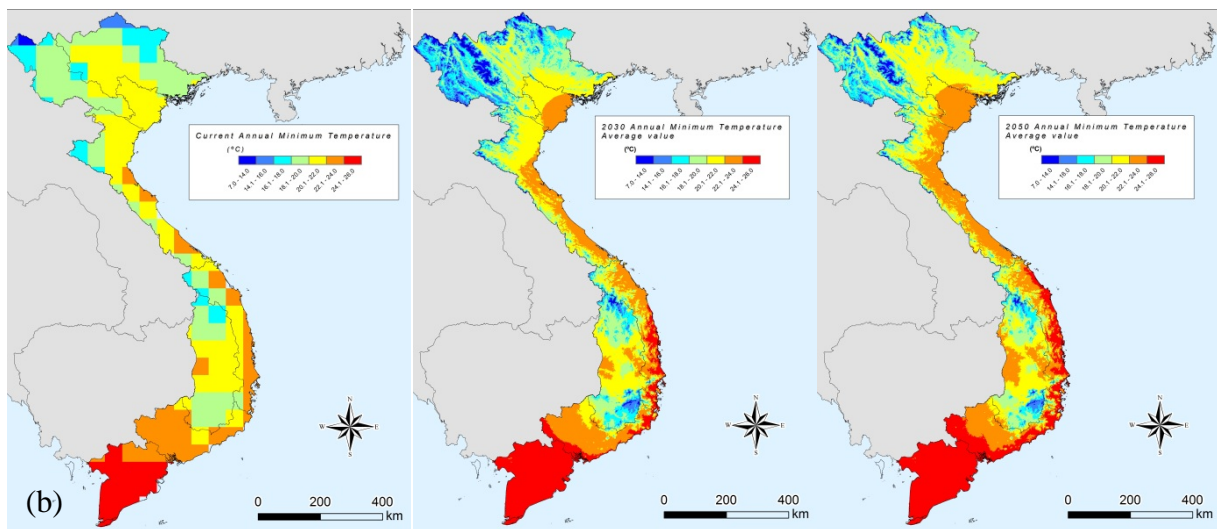 Current Annual Minimum Temperature
(°C)
7.0 - 14.0
14.1 - 16.0
16.1 - 18.0
18.1 - 20.0
20.1 - 22.0
22.1 - 24.0
24.1 - 26.0
N
W E
S
0 200 400
km
(b)
2030 Annual Minimum Temperature
Average value
(°C)
7.0 - 14.0
14.1 - 16.0
16.1 - 18.0
18.1 - 20.0
20.1 - 22.0
22.1 - 24.0
24.1 - 26.0
N
W E
S
0 200 400
km
2050 Annual Minimum Temperature
Average value
(°C)
7.0 - 14.0
14.1 - 16.0
16.1 - 18.0
18.1 - 20.0
20.1 - 22.0
22.1 - 24.0
24.1 - 26.0
N
W E
S
0 200 400
km